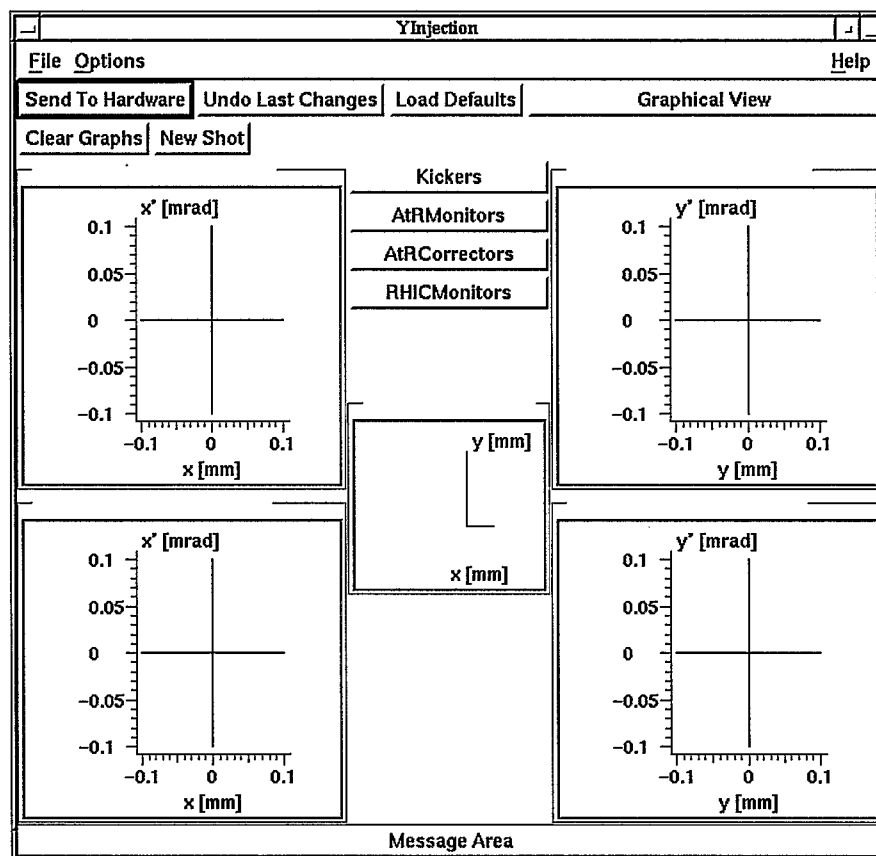 YInjection
File Options Help
Send To Hardware Undo Last Changes Load Defaults Graphical View
Clear Graphs New Shot
Kickers
AtRMonitors
AtRCorrectors
RHICMonitors
x' [mrad]
0.1
0.05
0
-0.05
-0.1
-0.1 0 0.1
x [mm]
y' [mrad]
0.1
0.05
0
-0.05
-0.1
-0.1 0 0.1
y [mm]
y [mm]
x [mm]
x' [mrad]
0.1
0.05
0
-0.05
-0.1
-0.1 0 0.1
x [mm]
y' [mrad]
0.1
0.05
0
-0.05
-0.1
-0.1 0 0.1
y [mm]
Message Area